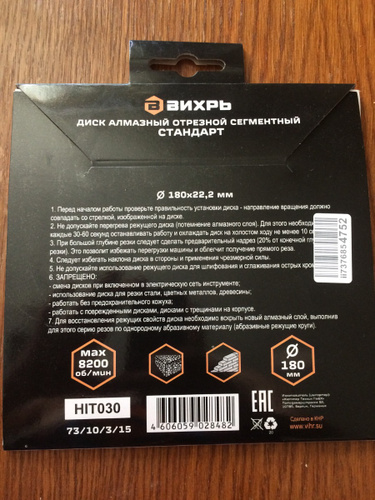 ВИХРЬ
ДИСК АЛМАЗНЫЙ ОТРЕЗНОЙ СЕГМЕНТНЫЙ
СТАНДАРТ
Ø 180x22,2 мм
1. Перед началом работы проверьте правильность установки диска - направление вращения должно
совпадать со стрелкой, изображенной на диске.
2. Не допускайте перегрева режущего диска (потемнение алмазного слоя). Для этого необходимо
каждые 30-60 секунд останавливать работу и охлаждать диск на холостом ходу не менее 10 сек
3. При большой глубине резки следует сделать предварительный надрез (20% от конечной
резки). Это позволит избежать перегрузки машины и обеспечит получение прямого реза.
4. Следует избегать наклона диска в стороны и применения чрезмерной силы.
5. Не допускайте использование режущего диска для шлифования и сглаживания острых
6. ЗАПРЕЩЕНО:
- смена дисков при включенном в электрическую сеть инструменте;
- использование диска для резки стали, цветных металлов, древесины;
- работать без предохранительного кожуха;
- работать с поврежденными дисками, дисками с трещинами на корпусе.
7. Для восстановления режущих свойств диска необходимо вскрыть новый алмазный слой, выполнив
для этого серию резов по однородному абразивному материалу (абразивные режущие круги).
H7376854752
max
8200
об/мин
Ø
180
мм
HIT030
73/10/3/15
4606059028482
EAC
Сделано в КНР
www.vihr.su